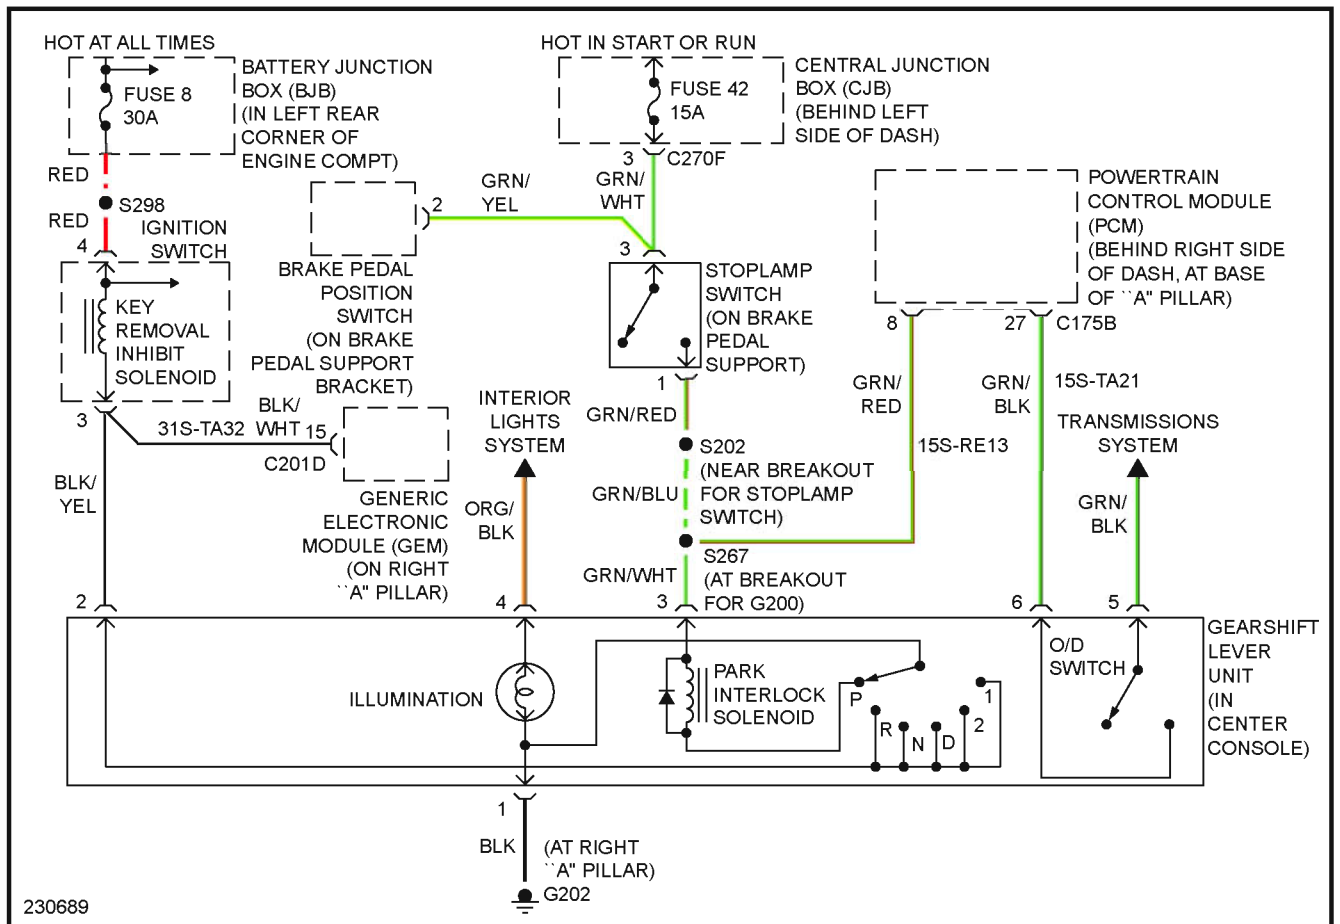 HOT AT ALL TIMES
FUSE 8
30A
BATTERY JUNCTION
BOX (BJB)
(IN LEFT REAR
CORNER OF
ENGINE COMPT)
HOT IN START OR RUN
FUSE 42
15A
CENTRAL JUNCTION
BOX (CJB)
(BEHIND LEFT
SIDE OF DASH)
3
C270F
RED
S298
RED
4
IGNITION
SWITCH
KEY
REMOVAL
INHIBIT
SOLENOID
3
GRN/
YEL
2
GRN/
WHT
3
BRAKE PEDAL
POSITION
SWITCH
(ON BRAKE
PEDAL SUPPORT
BRACKET)
STOPLAMP
SWITCH
(ON BRAKE
PEDAL
SUPPORT)
1
POWERTRAIN
CONTROL MODULE
(PCM)
(BEHIND RIGHT SIDE
OF DASH, AT BASE
OF ``A" PILLAR)
8
27
C175B
31S-TA32
BLK/
WHT
15
C201D
GENERIC
ELECTRONIC
MODULE (GEM)
(ON RIGHT
``A" PILLAR)
BLK/
YEL
INTERIOR
LIGHTS
SYSTEM
ORG/
BLK
GRN/RED
S202
(NEAR BREAKOUT
FOR STOPLAMP
SWITCH)
GRN/BLU
S267
(AT BREAKOUT
FOR G200)
GRN/WHT
GRN/
RED
15S-RE13
GRN/
BLK
15S-TA21
TRANSMISSIONS
SYSTEM
GRN/
BLK
2
4
3
6
5
ILLUMINATION
PARK
INTERLOCK
SOLENOID
P
R
N
D
2
1
O/D
SWITCH
GEARSHIFT
LEVER
UNIT
(IN
CENTER
CONSOLE)
1
BLK
(AT RIGHT
``A" PILLAR)
G202
230689